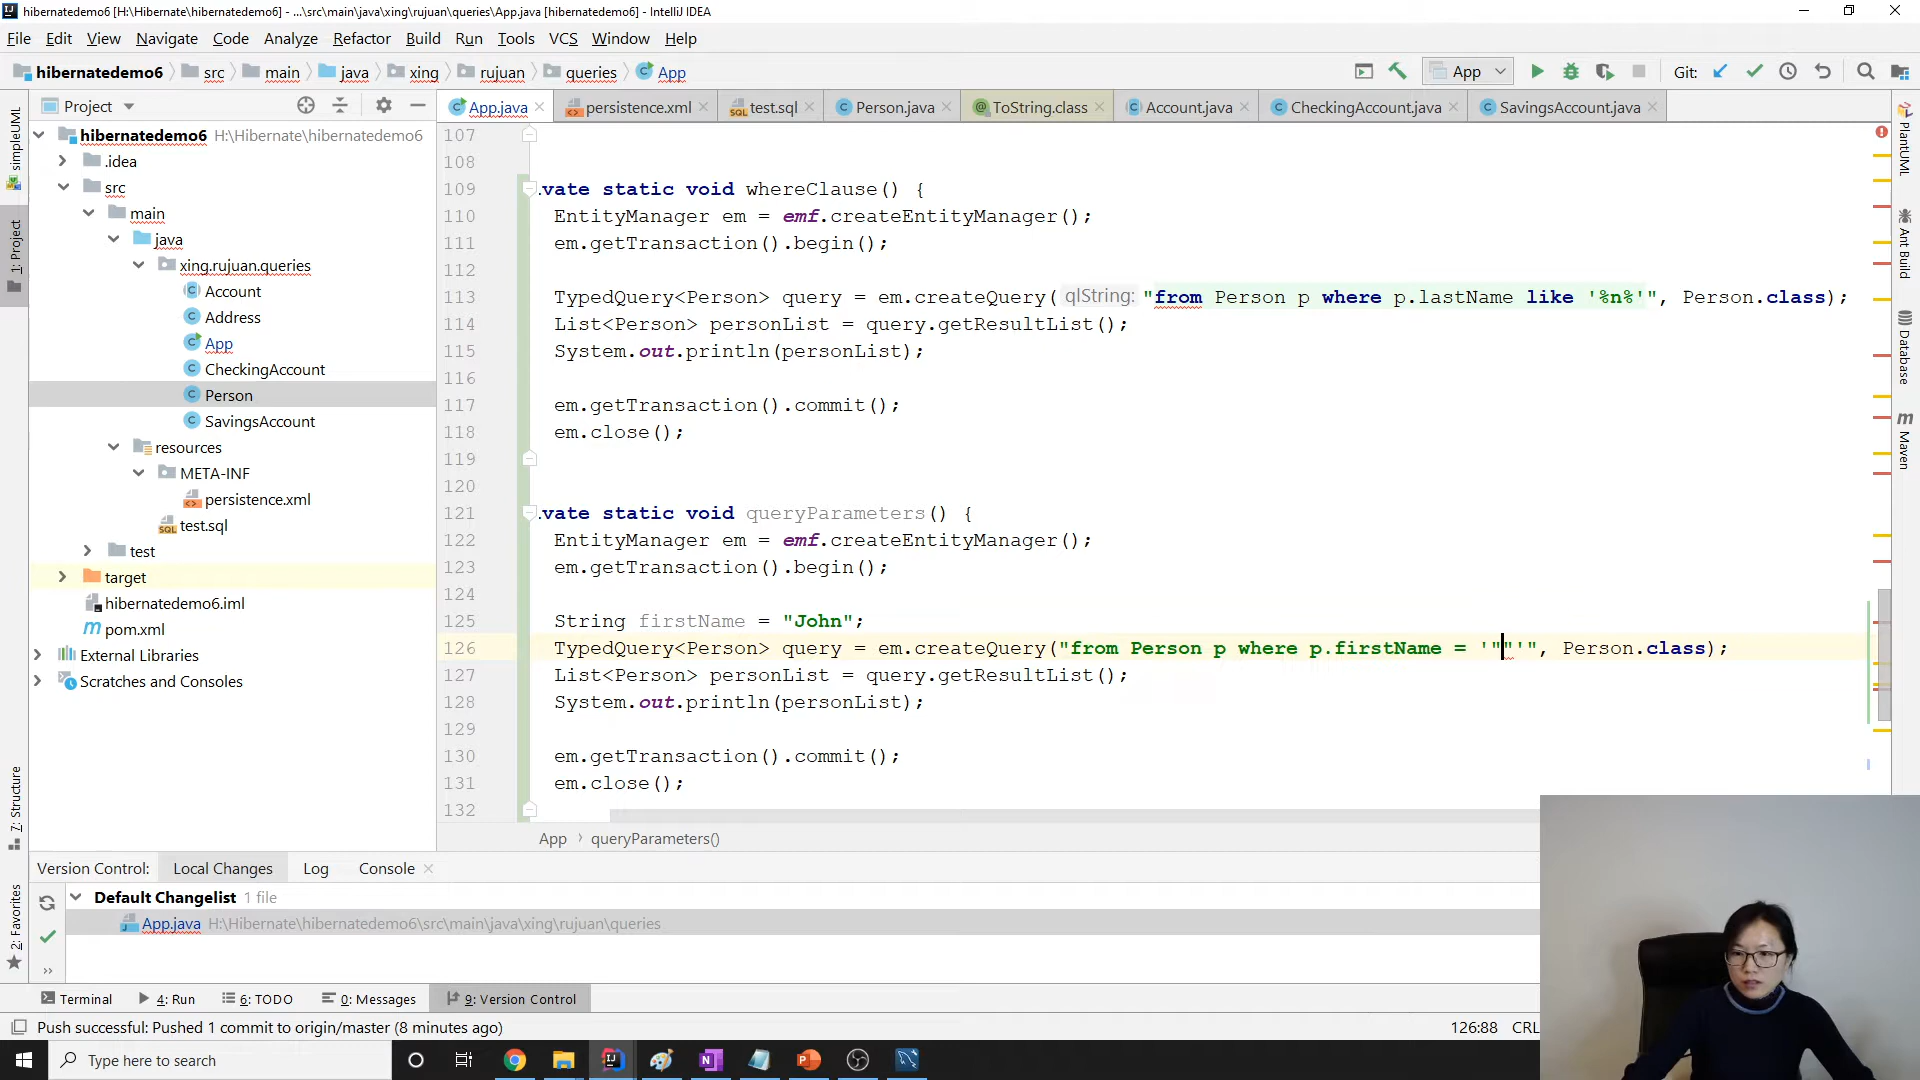 hibernatedemo6 [H:\Hibernate\hibernatedemo6] - ...\src\main\java\xing\rujuan\queries\App.java [hibernatedemo6] - IntelliJ IDEA
File Edit View Navigate Code Analyze Refactor Build Run Tools VCS Window Help
hibernatedemo6 src main java xing rujuan queries App App Git:
Project App.java persistence.xml test.sql Person.java ToString.class Account.java CheckingAccount.java SavingsAccount.java
hibernatedemo6 H:\Hibernate\hibernatedemo6
.idea
src
main
java
xing.rujuan.queries
Account
Address
App
CheckingAccount
Person
SavingsAccount
resources
META-INF
persistence.xml
test.sql
test
target
hibernatedemo6.iml
pom.xml
External Libraries
Scratches and Consoles
simpleUML
1: Project
7: Structure
2: Favorites
107
108
109 ivate static void whereClause() {
110 EntityManager em = emf.createEntityManager();
111 em.getTransaction().begin();
112
113 TypedQuery<Person> query = em.createQuery( qlString: "from Person p where p.lastName like '%n%'", Person.class);
114 List<Person> personList = query.getResultList();
115 System.out.println(personList);
116
117 em.getTransaction().commit();
118 em.close();
119
120
121 ivate static void queryParameters() {
122 EntityManager em = emf.createEntityManager();
123 em.getTransaction().begin();
124
125 String firstName = "John";
126 TypedQuery<Person> query = em.createQuery("from Person p where p.firstName = '""'", Person.class);
127 List<Person> personList = query.getResultList();
128 System.out.println(personList);
129
130 em.getTransaction().commit();
131 em.close();
132
App › queryParameters()
PlantUML
Ant Build
Database
Maven
Version Control: Local Changes Log Console
Default Changelist 1 file
App.java H:\Hibernate\hibernatedemo6\src\main\java\xing\rujuan\queries
Terminal 4: Run 6: TODO 0: Messages 9: Version Control
Push successful: Pushed 1 commit to origin/master (8 minutes ago) 126:88 CRL
Type here to search